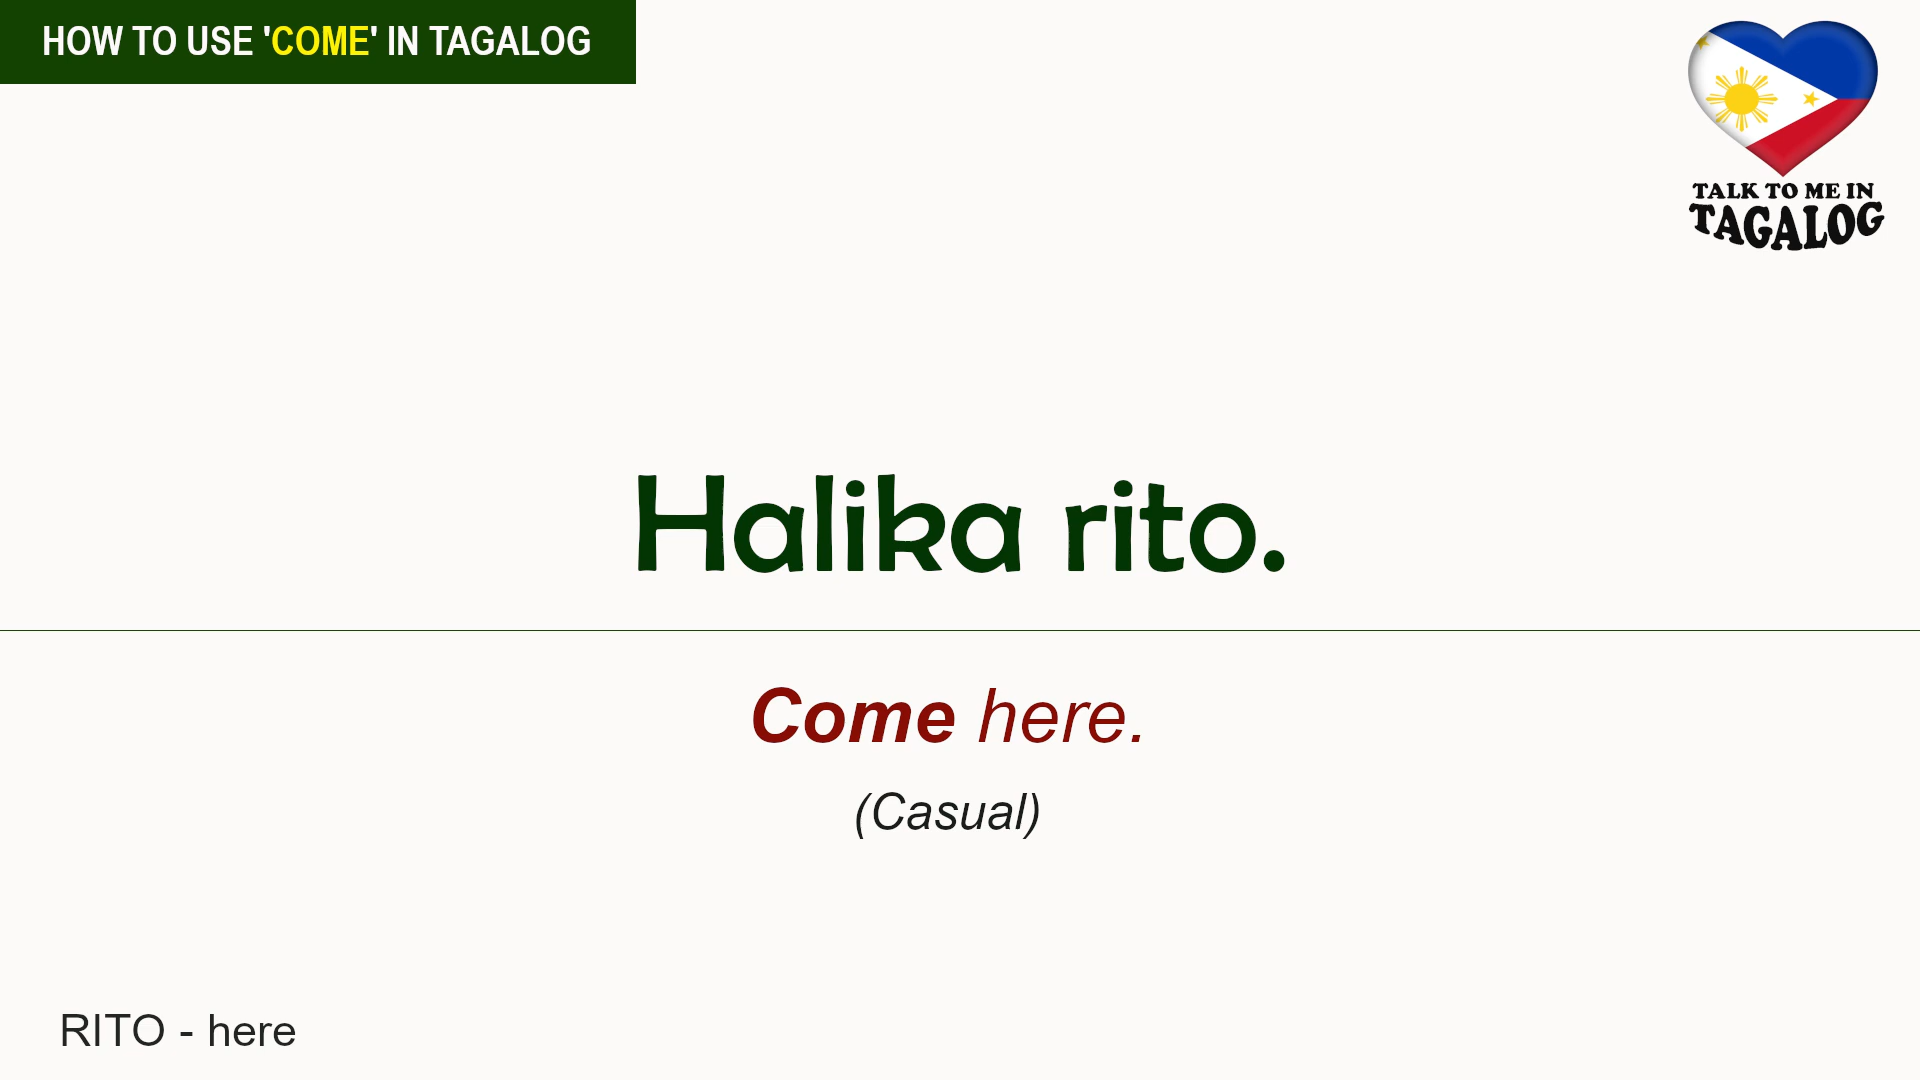 HOW TO USE 'COME' IN TAGALOG
TALK TO ME IN
TAGALOG
Halika rito.
Come here.
(Casual)
RITO - here